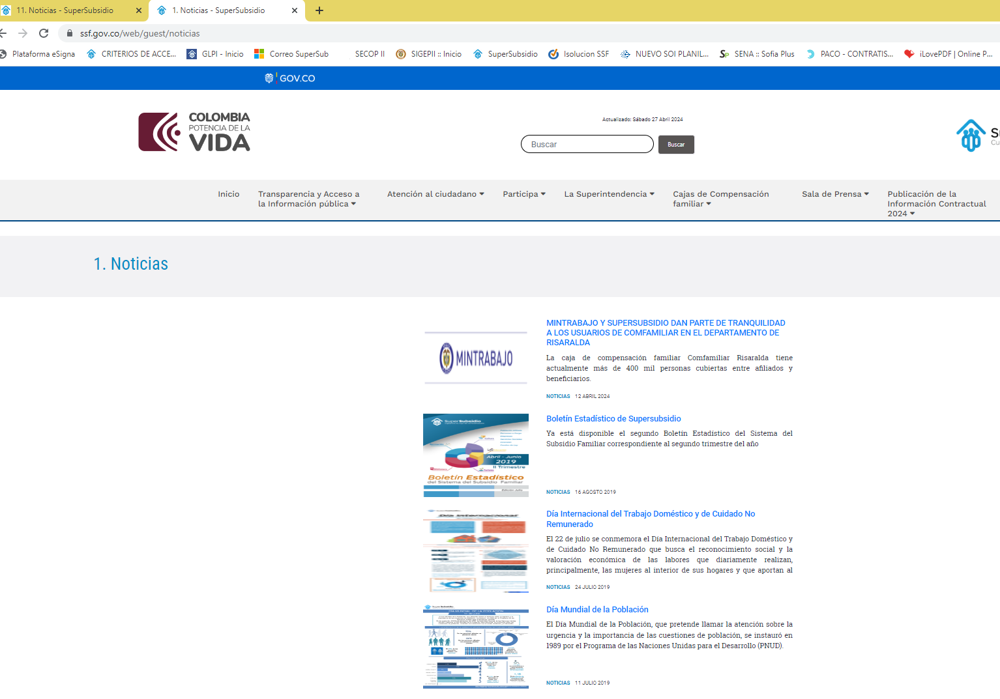 11. Noticias - SuperSubsidio
1. Noticias - SuperSubsidio
ssf.gov.co/web/guest/noticias
Plataforma eSigna
CRITERIOS DE ACCE...
GLPI - Inicio
Correo SuperSub
SECOP II
SIGEPII :: Inicio
SuperSubsidio
Isolucion SSF
NUEVO SOI PLANIL...
SENA :: Sofia Plus
PACO - CONTRATIS...
iLovePDF | Online P...
GOV.CO
COLOMBIA
POTENCIA DE LA
VIDA
Actualizado: Sábado 27 Abril 2024
Buscar
Buscar
Inicio
Transparencia y Acceso a
la Información pública
Atención al ciudadano
Participa
La Superintendencia
Cajas de Compensación
familiar
Sala de Prensa
Publicación de la
Información Contractual
2024
1. Noticias
MINTRABAJO
MINTRABAJO Y SUPERSUBSIDIO DAN PARTE DE TRANQUILIDAD
A LOS USUARIOS DE COMFAMILIAR EN EL DEPARTAMENTO DE
RISARALDA
La caja de compensación familiar Comfamiliar Risaralda tiene
actualmente más de 400 mil personas cubiertas entre afiliados y
beneficiarios.
NOTICIAS 12 ABRIL 2024
SuperSubsidio
Abril - Junio
2019
II Trimestre
Boletín Estadístico
del Sistema del Subsidio Familiar
Boletín Estadístico de Supersubsidio
Ya está disponible el segundo Boletín Estadístico del Sistema del
Subsidio Familiar correspondiente al segundo trimestre del año
NOTICIAS 16 AGOSTO 2019
Día Internacional
Día Internacional del Trabajo Doméstico y de Cuidado No
Remunerado
El 22 de julio se conmemora el Día Internacional del Trabajo Doméstico y
de Cuidado No Remunerado que busca el reconocimiento social y la
valoración económica de las labores que diariamente realizan,
principalmente, las mujeres al interior de sus hogares y que aportan al
NOTICIAS 24 JULIO 2019
Día Mundial de la Población
El Día Mundial de la Población, que pretende llamar la atención sobre la
urgencia y la importancia de las cuestiones de población, se instauró en
1989 por el Programa de las Naciones Unidas para el Desarrollo (PNUD).
NOTICIAS 11 JULIO 2019